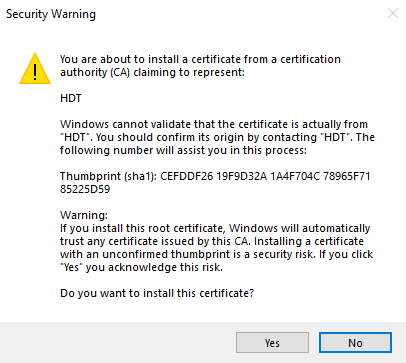 Security Warning
You are about to install a certificate from a certification
authority (CA) claiming to represent:
HDT
Windows cannot validate that the certificate is actually from
"HDT". You should confirm its origin by contacting "HDT". The
following number will assist you in this process:
Thumbprint (sha1): CEFDDF26 19F9D32A 1A4F704C 78965F71
85225D59
Warning:
If you install this root certificate, Windows will automatically
trust any certificate issued by this CA. Installing a certificate
with an unconfirmed thumbprint is a security risk. If you click
"Yes" you acknowledge this risk.
Do you want to install this certificate?
Yes
No